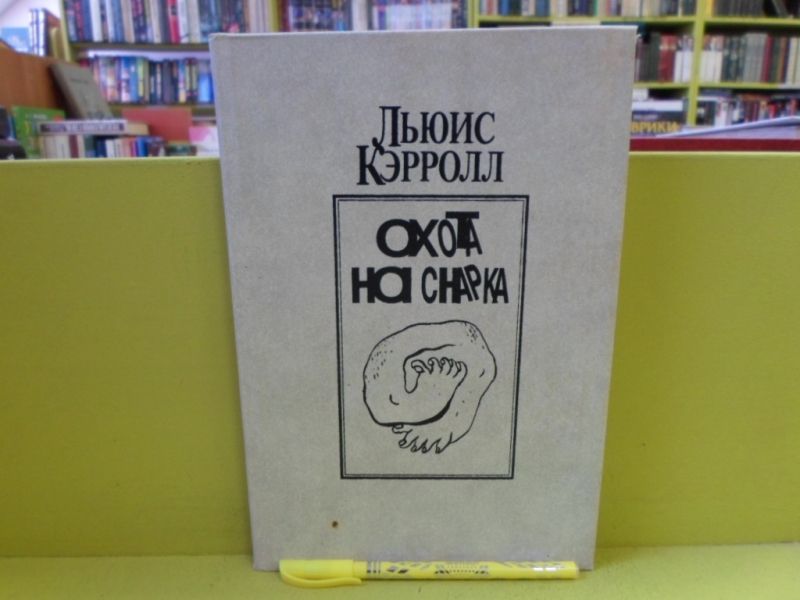 Льюис
Кэрролл
Охота
на снарка